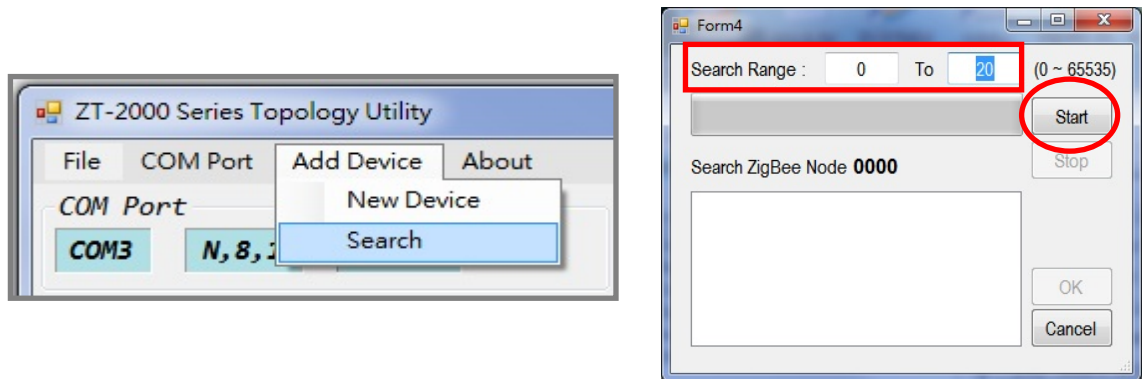 ZT-2000 Series Topology Utility
File COM Port Add Device About
New Device
COM Port
Search
COM3 N,8,1
Form4
Search Range : 0 To 20 (0 ~ 65535)
Start
Search ZigBee Node 0000
Stop
OK
Cancel